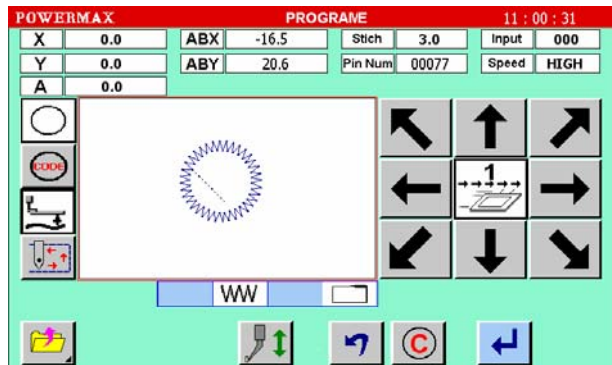 POWERMAX PROGRAME 11 : 00 : 31
X 0.0 ABX -16.5 Stich 3.0 Input 000
Y 0.0 ABY 20.6 Pin Num 00077 Speed HIGH
A 0.0
CODE
1
C